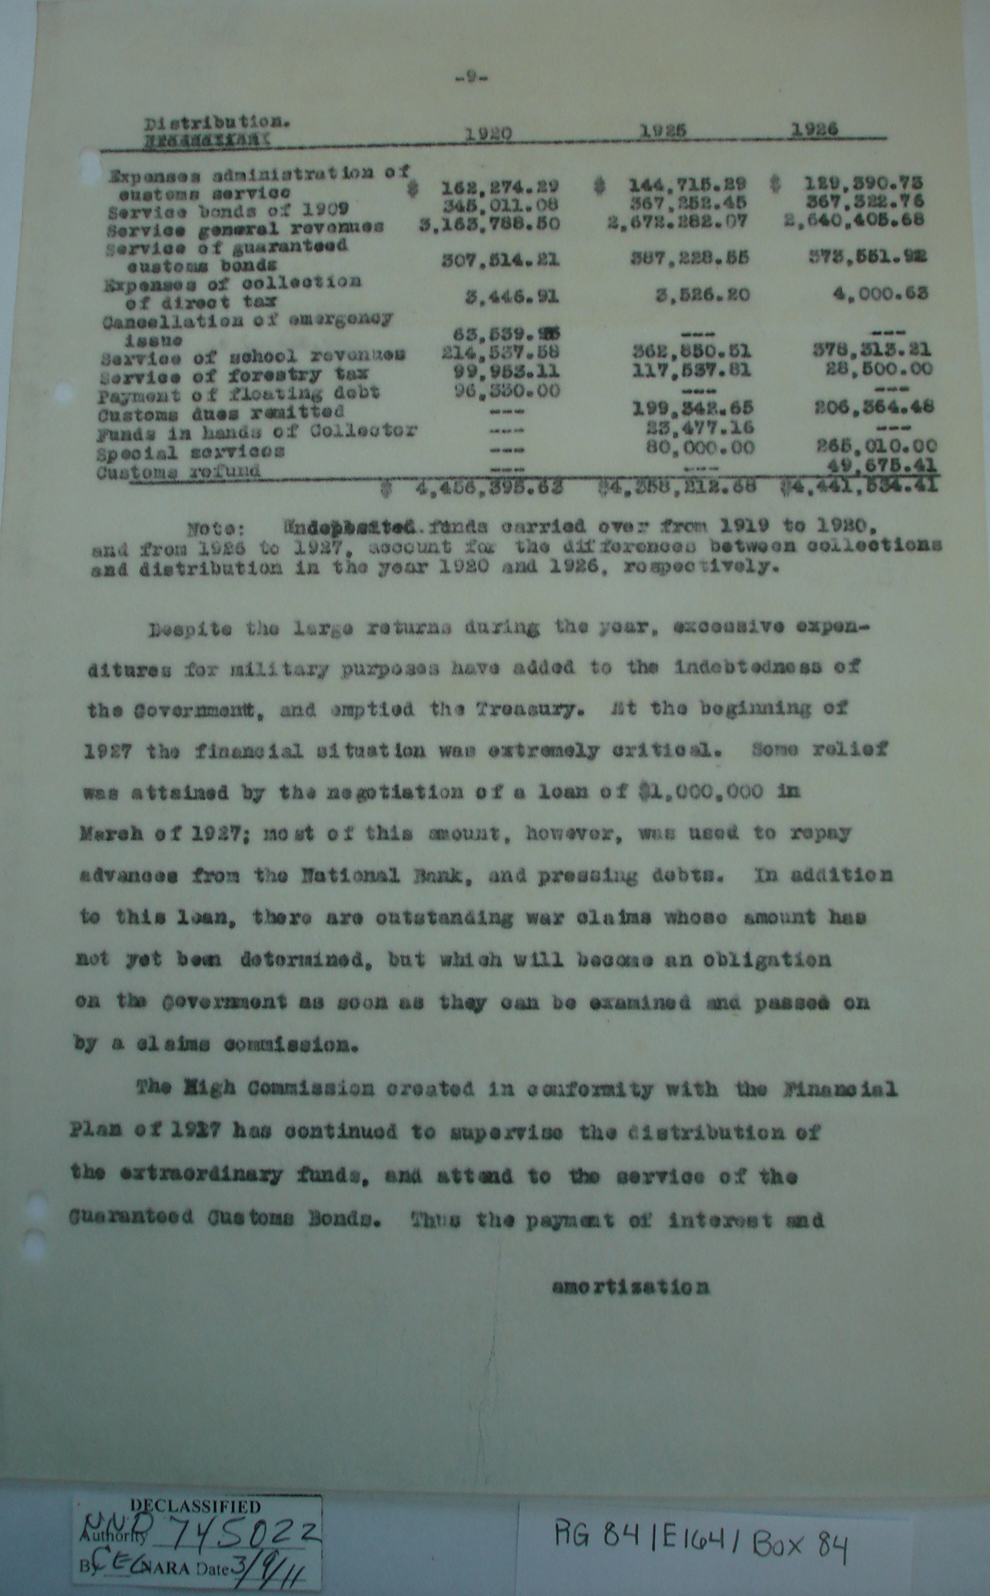 -9-
Distribution. 1920 1925 1926
Expenses administration of
customs service $ 162,274.29 $ 144,715.29 $ 129,390.73
Service bonds of 1909 345,011.08 367,252.45 367,322.76
Service general revenues 3,163,788.50 2,672,282.07 2,640,405.68
Service of guaranteed
customs bonds 307,514.21 387,228.55 373,551.92
Expenses of collection
of direct tax 3,446.91 3,526.20 4,000.63
Cancellation of emergency
issue --- ---
Service of school revenues 214,537.58 362,850.51 378,313.21
Service of forestry tax 99,953.11 117,537.81 28,500.00
Payment of floating debt 96,330.00 --- ---
Customs dues remitted --- 199,342.65 206,364.48
Funds in hands of Collector --- 23,477.16 ---
Special services --- 80,000.00 265,010.00
Customs refund --- --- 49,675.41
$ 4,456,395.63 $4,358,212.68 $4,441,534.41
Note: funds carried over from 1919 to 1920,
and from 1926 to 1927, account for the differences between collections
and distribution in the year 1920 and 1926, respectively.
Despite the large returns during the year, excessive expen-
ditures for military purposes have added to the indebtedness of
the Government, and emptied the Treasury. At the beginning of
1927 the financial situation was extremely critical. Some relief
was attained by the negotiation of a loan of $1,000,000 in
March of 1927; most of this amount, however, was used to repay
advances from the National Bank, and pressing debts. In addition
to this loan, there are outstanding war claims whose amount has
not yet been determined, but which will become an obligation
on the Government as soon as they can be examined and passed on
by a claims commission.
The High Commission created in conformity with the Financial
Plan of 1927 has continued to supervise the distribution of
the extraordinary funds, and attend to the service of the
Guaranteed Customs Bonds. Thus the payment of interest and
amortization
DECLASSIFIED
Authority NND 745022
By CEG NARA Date 3/9/11
RG 84 / E164 / Box 84